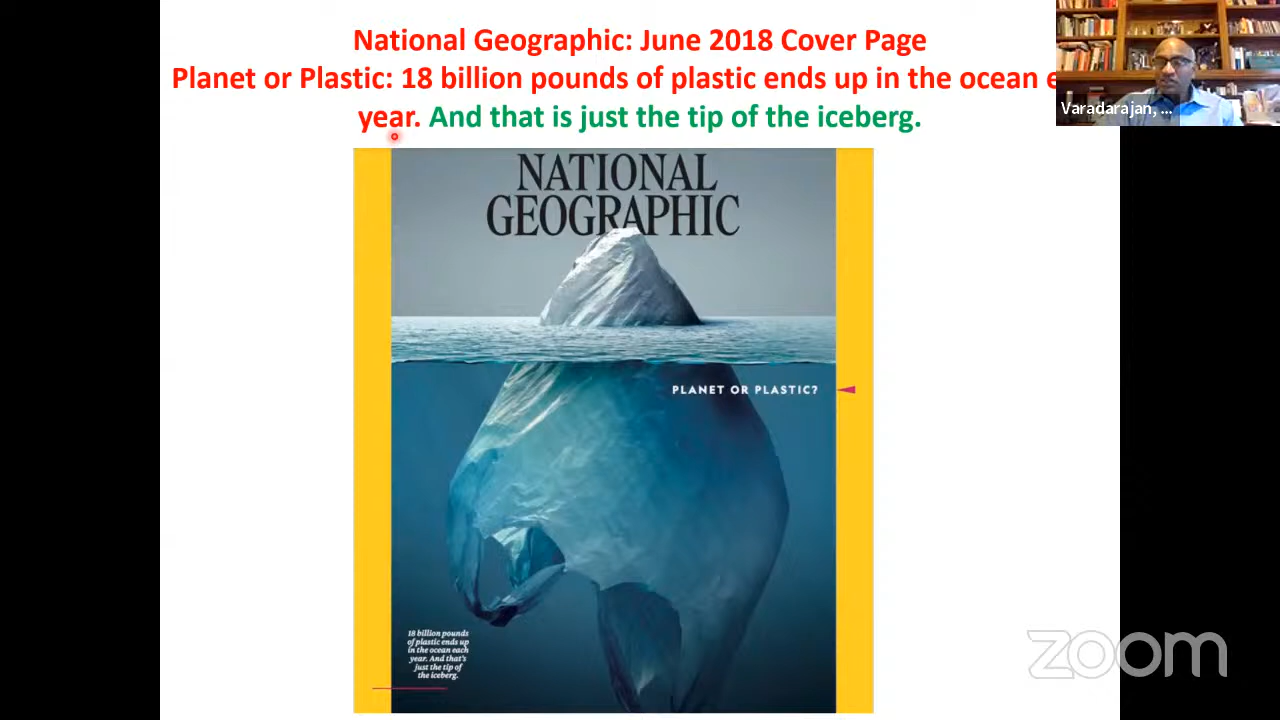 National Geographic: June 2018 Cover Page
Planet or Plastic: 18 billion pounds of plastic ends up in the ocean e
year. And that is just the tip of the iceberg.
Varadarajan, ...
NATIONAL
GEOGRAPHIC
PLANET OR PLASTIC?
18 billion pounds
of plastic ends up
in the ocean each
year. And that's
just the tip of
the iceberg.
zoom